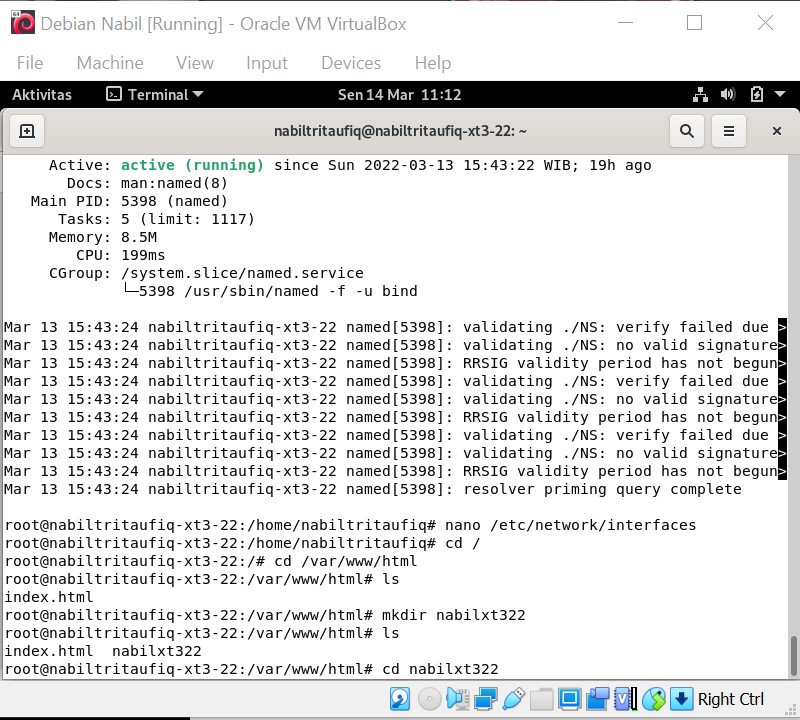 Debian Nabil [Running] - Oracle VM VirtualBox
File Machine View Input Devices Help
Aktivitas Terminal Sen 14 Mar 11:12
nabiltritaufiq@nabiltritaufiq-xt3-22: ~
Active: active (running) since Sun 2022-03-13 15:43:22 WIB; 19h ago
Docs: man:named(8)
Main PID: 5398 (named)
Tasks: 5 (limit: 1117)
Memory: 8.5M
CPU: 199ms
CGroup: /system.slice/named.service
└─5398 /usr/sbin/named -f -u bind
Mar 13 15:43:24 nabiltritaufiq-xt3-22 named[5398]: validating ./NS: verify failed due >
Mar 13 15:43:24 nabiltritaufiq-xt3-22 named[5398]: validating ./NS: no valid signature>
Mar 13 15:43:24 nabiltritaufiq-xt3-22 named[5398]: RRSIG validity period has not begun>
Mar 13 15:43:24 nabiltritaufiq-xt3-22 named[5398]: validating ./NS: verify failed due >
Mar 13 15:43:24 nabiltritaufiq-xt3-22 named[5398]: validating ./NS: no valid signature>
Mar 13 15:43:24 nabiltritaufiq-xt3-22 named[5398]: RRSIG validity period has not begun>
Mar 13 15:43:24 nabiltritaufiq-xt3-22 named[5398]: validating ./NS: verify failed due >
Mar 13 15:43:24 nabiltritaufiq-xt3-22 named[5398]: validating ./NS: no valid signature>
Mar 13 15:43:24 nabiltritaufiq-xt3-22 named[5398]: RRSIG validity period has not begun>
Mar 13 15:43:24 nabiltritaufiq-xt3-22 named[5398]: resolver priming query complete
root@nabiltritaufiq-xt3-22:/home/nabiltritaufiq# nano /etc/network/interfaces
root@nabiltritaufiq-xt3-22:/home/nabiltritaufiq# cd /
root@nabiltritaufiq-xt3-22:/# cd /var/www/html
root@nabiltritaufiq-xt3-22:/var/www/html# ls
index.html
root@nabiltritaufiq-xt3-22:/var/www/html# mkdir nabilxt322
root@nabiltritaufiq-xt3-22:/var/www/html# ls
index.html  nabilxt322
root@nabiltritaufiq-xt3-22:/var/www/html# cd nabilxt322
Right Ctrl